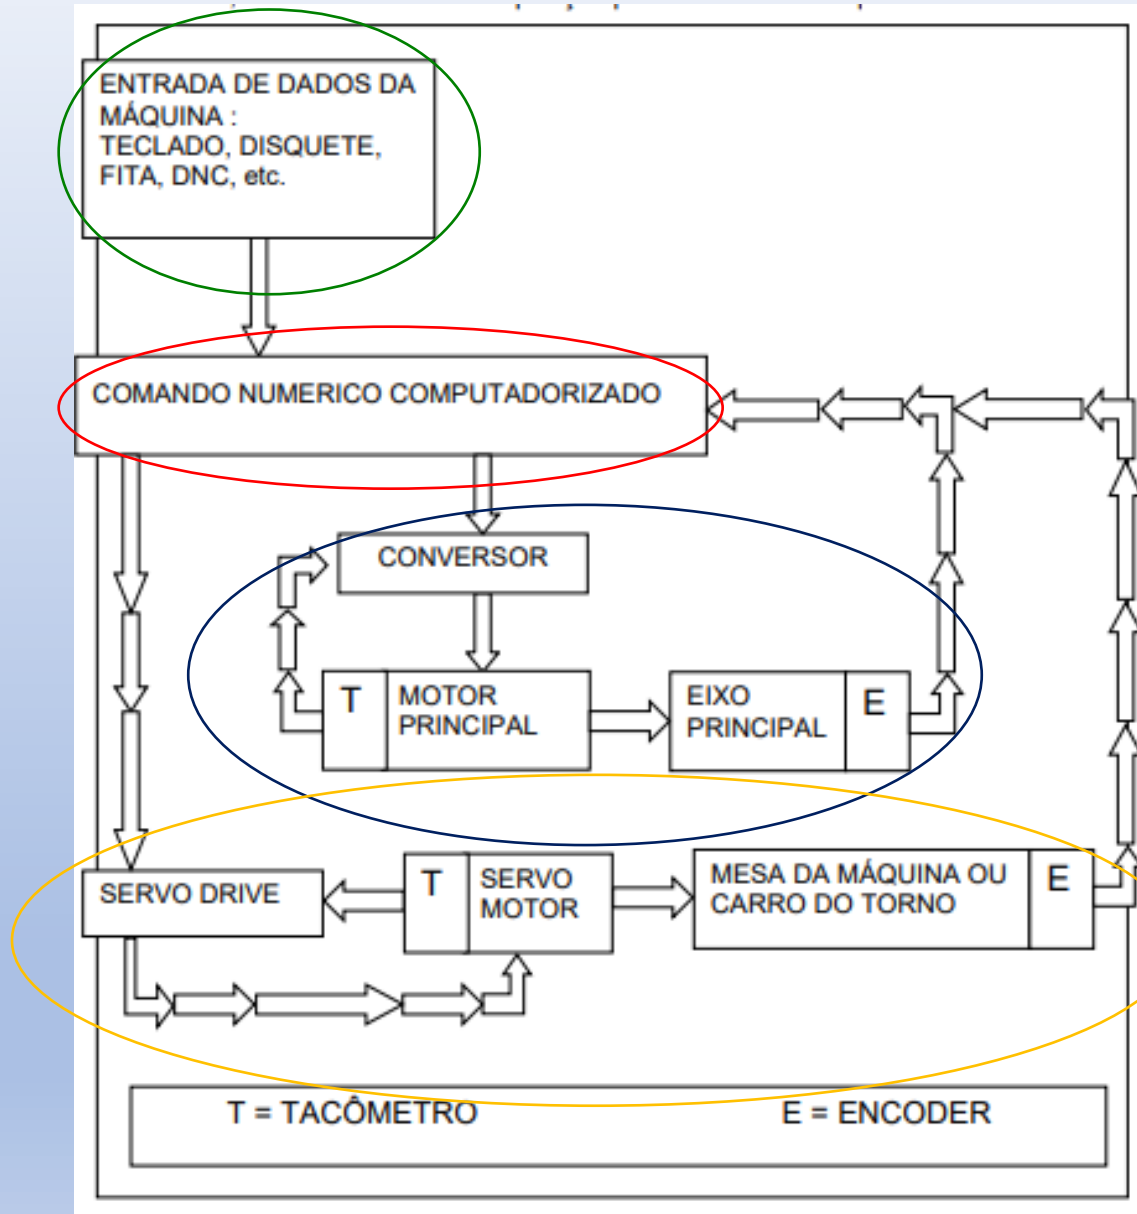 ENTRADA DE DADOS DA
MÁQUINA :
TECLADO, DISQUETE,
FITA, DNC, etc.
COMANDO NUMERICO COMPUTADORIZADO
CONVERSOR
T
MOTOR
PRINCIPAL
EIXO
PRINCIPAL
E
SERVO DRIVE
T
SERVO
MOTOR
MESA DA MÁQUINA OU
CARRO DO TORNO
E
T = TACÔMETRO
E = ENCODER